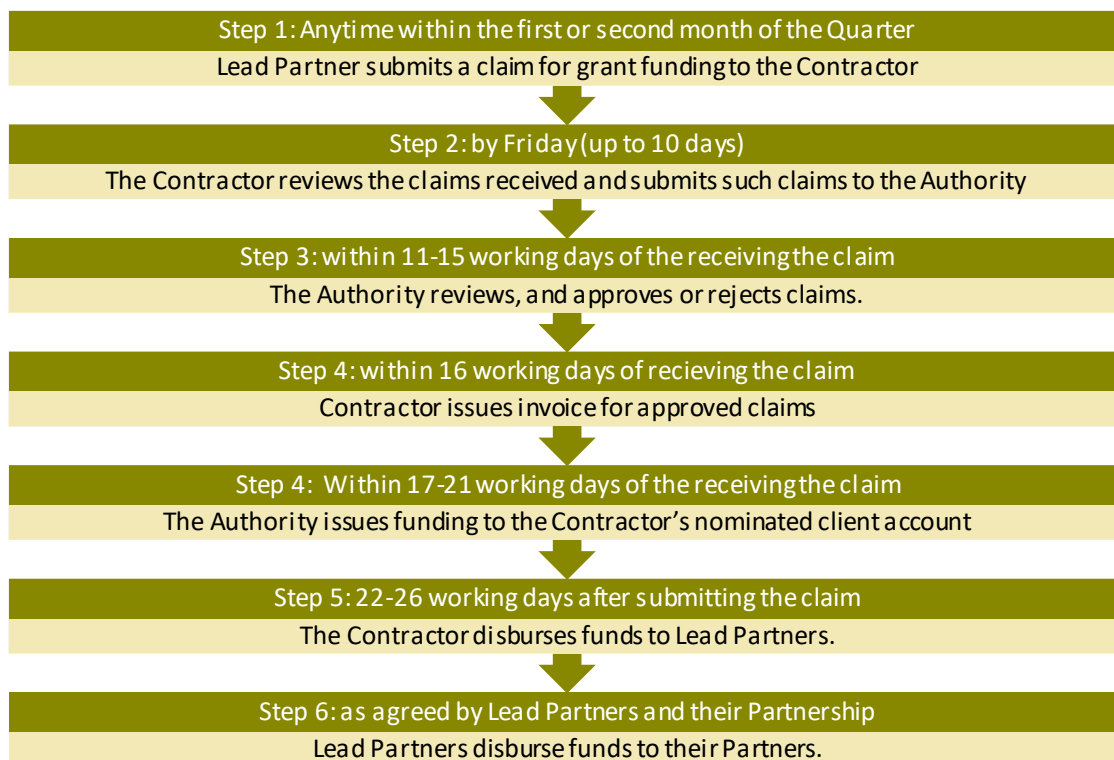 Step 1: Anytime within the first or second month of the Quarter
Lead Partner submits a claim for grant funding to the Contractor
Step 2: by Friday (up to 10 days)
The Contractor reviews the claims received and submits such claims to the Authority
Step 3: within 11-15 working days of the receiving the claim
The Authority reviews, and approves or rejects claims.
Step 4: within 16 working days of recieving the claim
Contractor issues invoice for approved claims
Step 4: Within 17-21 working days of the receiving the claim
The Authority issues funding to the Contractor’s nominated client account
Step 5: 22-26 working days after submitting the claim
The Contractor disburses funds to Lead Partners.
Step 6: as agreed by Lead Partners and their Partnership
Lead Partners disburse funds to their Partners.